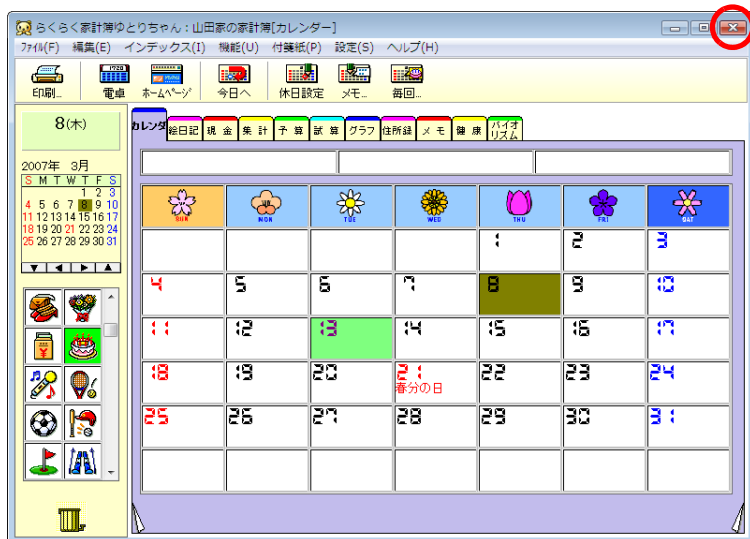 らくらく家計簿ゆとりちゃん：山田家の家計簿[カレンダー]
ﾌｧｲﾙ(F) 編集(E) インデックス(I) 機能(U) 付箋紙(P) 設定(S) ヘルプ(H)
印刷... 電卓 ﾎｰﾑﾍﾟｰｼﾞ 今日へ 休日設定 メモ... 毎回...
8(木)
カレンダ 絵日記 現金 集計 予算 試算 グラフ 住所録 メモ 健康 バイオリズム
2007年 3月
S M T W T F S
1 2 3
4 5 6 7 8 9 10
11 12 13 14 15 16 17
18 19 20 21 22 23 24
25 26 27 28 29 30 31
SUN MON TUE WED THU FRI SAT
1 2 3
4 5 6 7 8 9 10
11 12 13 14 15 16 17
18 19 20 21 22 23 24
春分の日
25 26 27 28 29 30 31